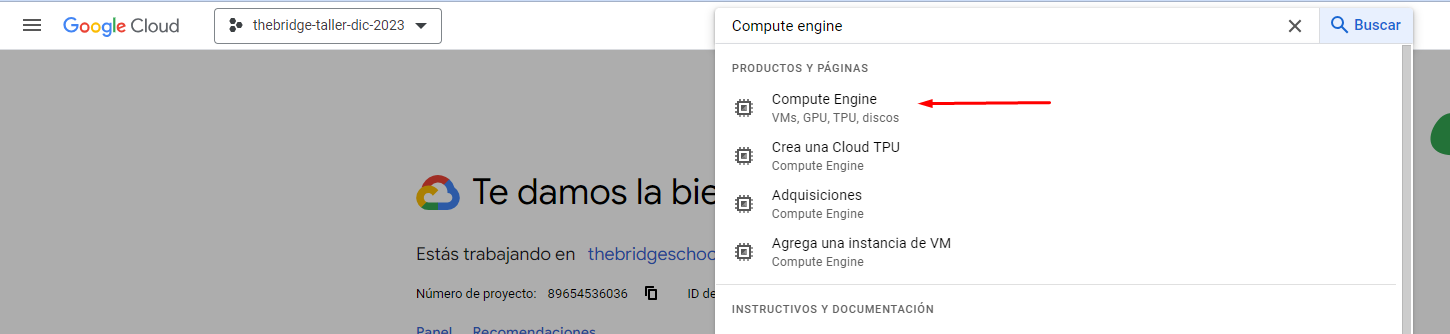 Google Cloud
thebridge-taller-dic-2023
Compute engine
Buscar
PRODUCTOS Y PÁGINAS
Compute Engine
VMs, GPU, TPU, discos
Crea una Cloud TPU
Compute Engine
Adquisiciones
Compute Engine
Agrega una instancia de VM
Compute Engine
INSTRUCTIVOS Y DOCUMENTACIÓN
Te damos la bie
Estás trabajando en thebridgeschoo
Número de proyecto: 89654536036 ID de
Panel Recomendaciones